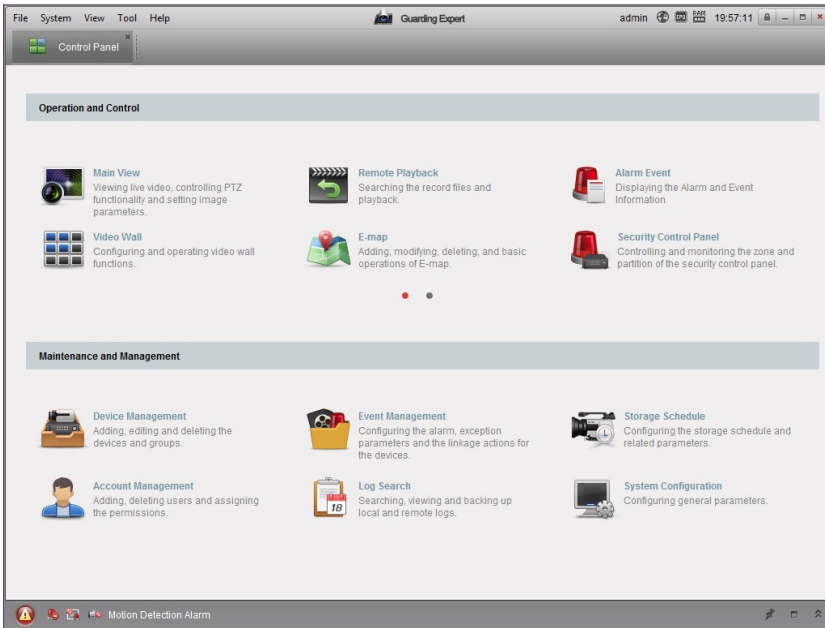 File System View Tool Help
Guarding Expert
admin
CPU
RAM
19:57:11
Control Panel
Operation and Control
Main View
Viewing live video, controlling PTZ
functionality and setting image
parameters.
Remote Playback
Searching the record files and
playback.
Alarm Event
Displaying the Alarm and Event
Information
Video Wall
Configuring and operating video wall
functions.
E-map
Adding, modifying, deleting, and basic
operations of E-map.
Security Control Panel
Controlling and monitoring the zone and
partition of the security control panel.
Maintenance and Management
Device Management
Adding, editing and deleting the
devices and groups.
Event Management
Configuring the alarm, exception
parameters and the linkage actions for
the devices.
Storage Schedule
Configuring the storage schedule and
related parameters.
Account Management
Adding, deleting users and assigning
the permissions.
18
Log Search
Searching, viewing and backing up
local and remote logs.
System Configuration
Configuring general parameters.
Motion Detection Alarm